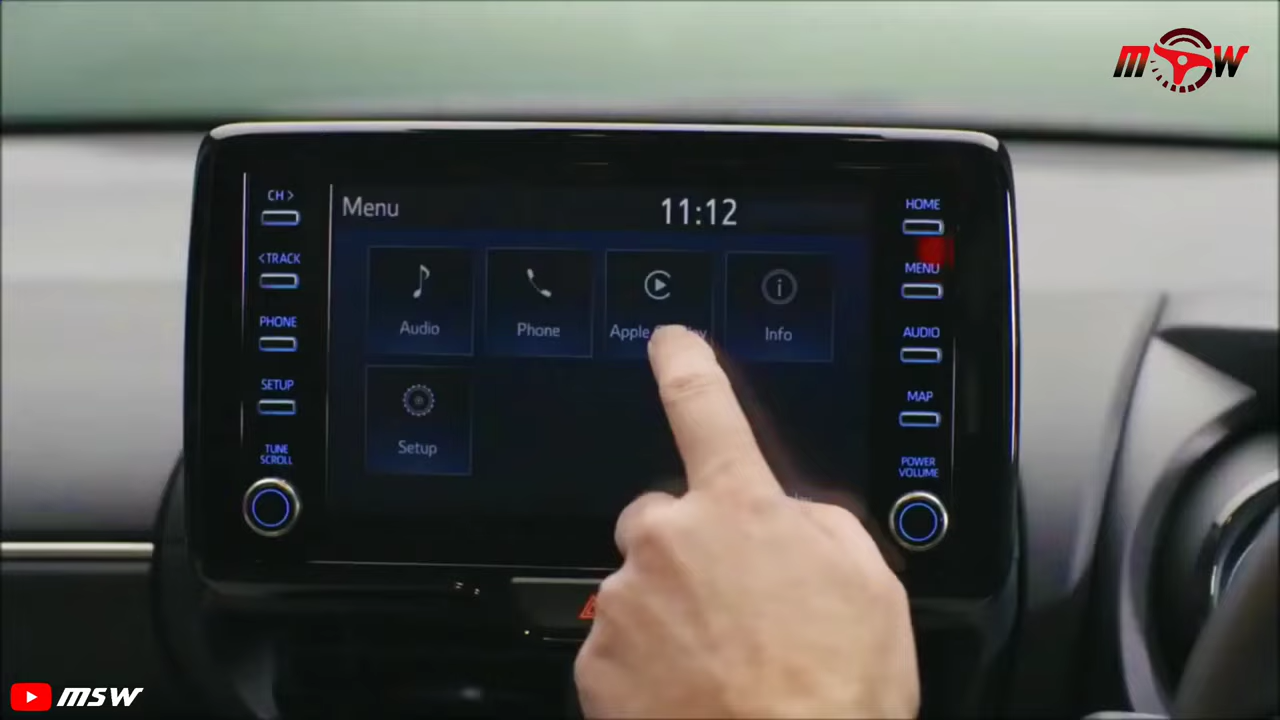 MSW
CH >
<TRACK
PHONE
SETUP
TUNE
SCROLL
Menu
11:12
Audio
Phone
Apple
Info
Setup
HOME
MENU
AUDIO
MAP
POWER
VOLUME
MSW